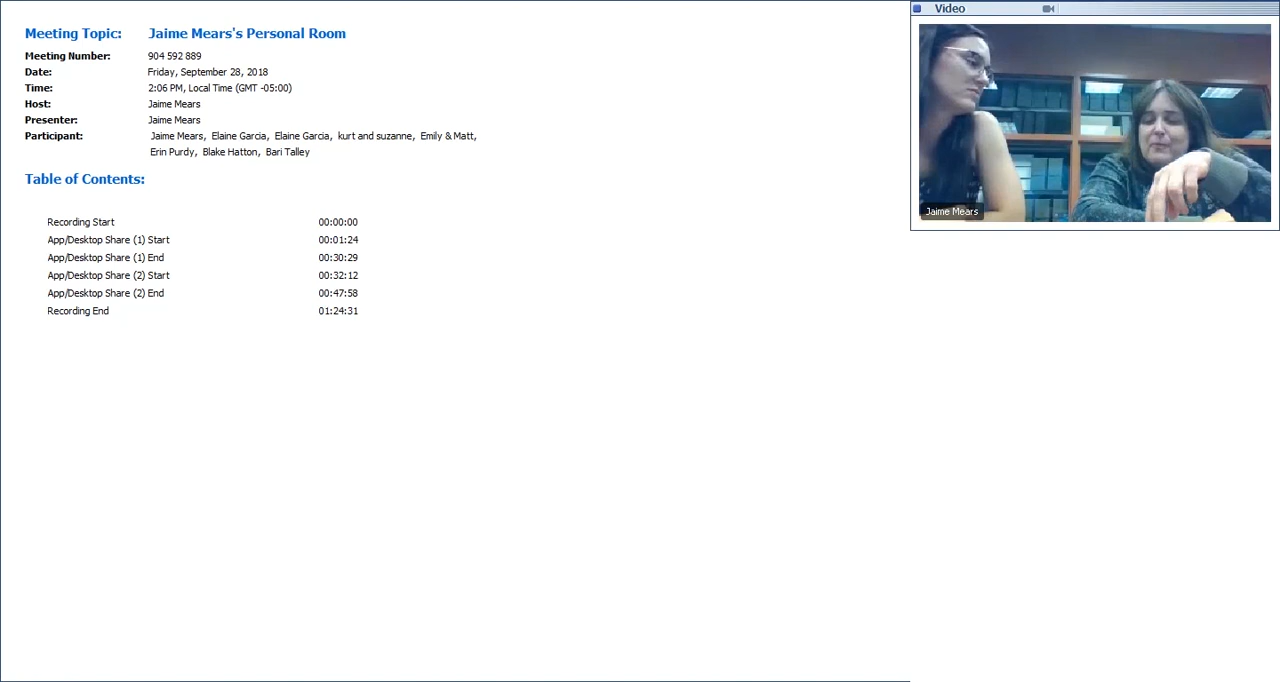 Meeting Topic: Jaime Mears's Personal Room
Meeting Number: 904 592 889
Date: Friday, September 28, 2018
Time: 2:06 PM, Local Time (GMT -05:00)
Host: Jaime Mears
Presenter: Jaime Mears
Participant: Jaime Mears, Elaine Garcia, Elaine Garcia, kurt and suzanne, Emily & Matt,
Erin Purdy, Blake Hatton, Bari Talley
Table of Contents:
Recording Start 00:00:00
App/Desktop Share (1) Start 00:01:24
App/Desktop Share (1) End 00:30:29
App/Desktop Share (2) Start 00:32:12
App/Desktop Share (2) End 00:47:58
Recording End 01:24:31
Video
Jaime Mears